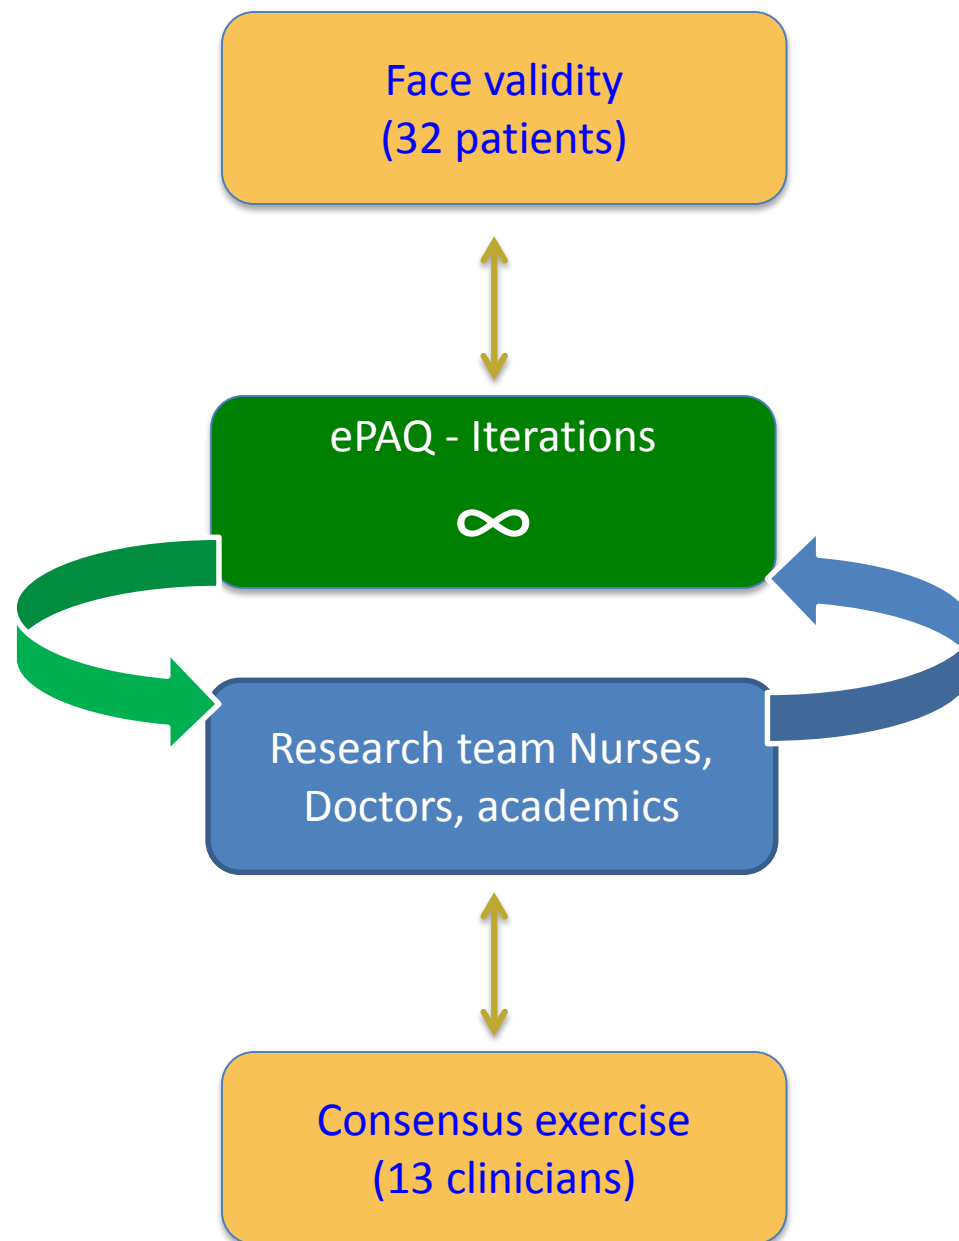 Face validity
(32 patients)
ePAQ - Iterations
∞
Research team Nurses,
Doctors, academics
Consensus exercise
(13 clinicians)